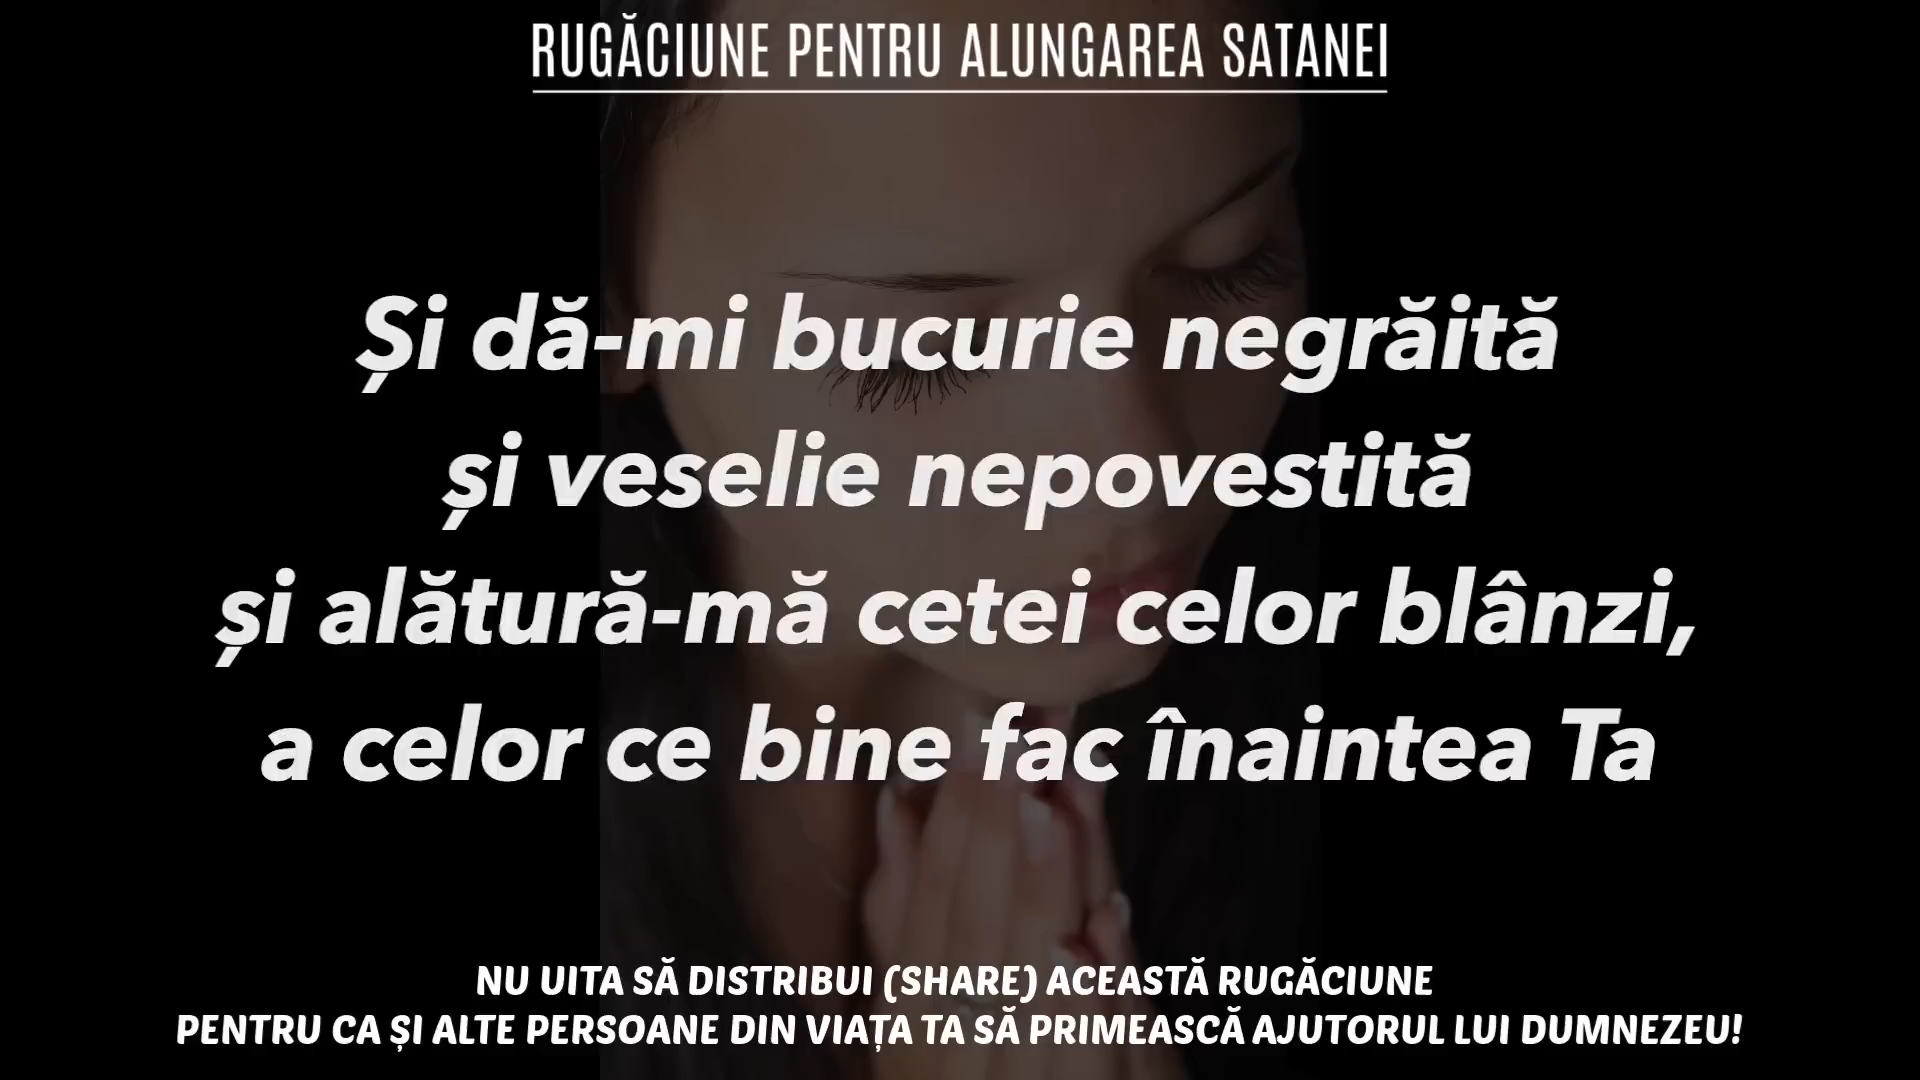 RUGĂCIUNE PENTRU ALUNGAREA SATANEI
Și dă-mi bucurie negrăită
și veselie nepovestită
și alătură-mă cetei celor blânzi,
a celor ce bine fac înaintea Ta
NU UITA SĂ DISTRIBUI (SHARE) ACEASTĂ RUGĂCIUNE
PENTRU CA ȘI ALTE PERSOANE DIN VIAȚA TA SĂ PRIMEASCĂ AJUTORUL LUI DUMNEZEU!